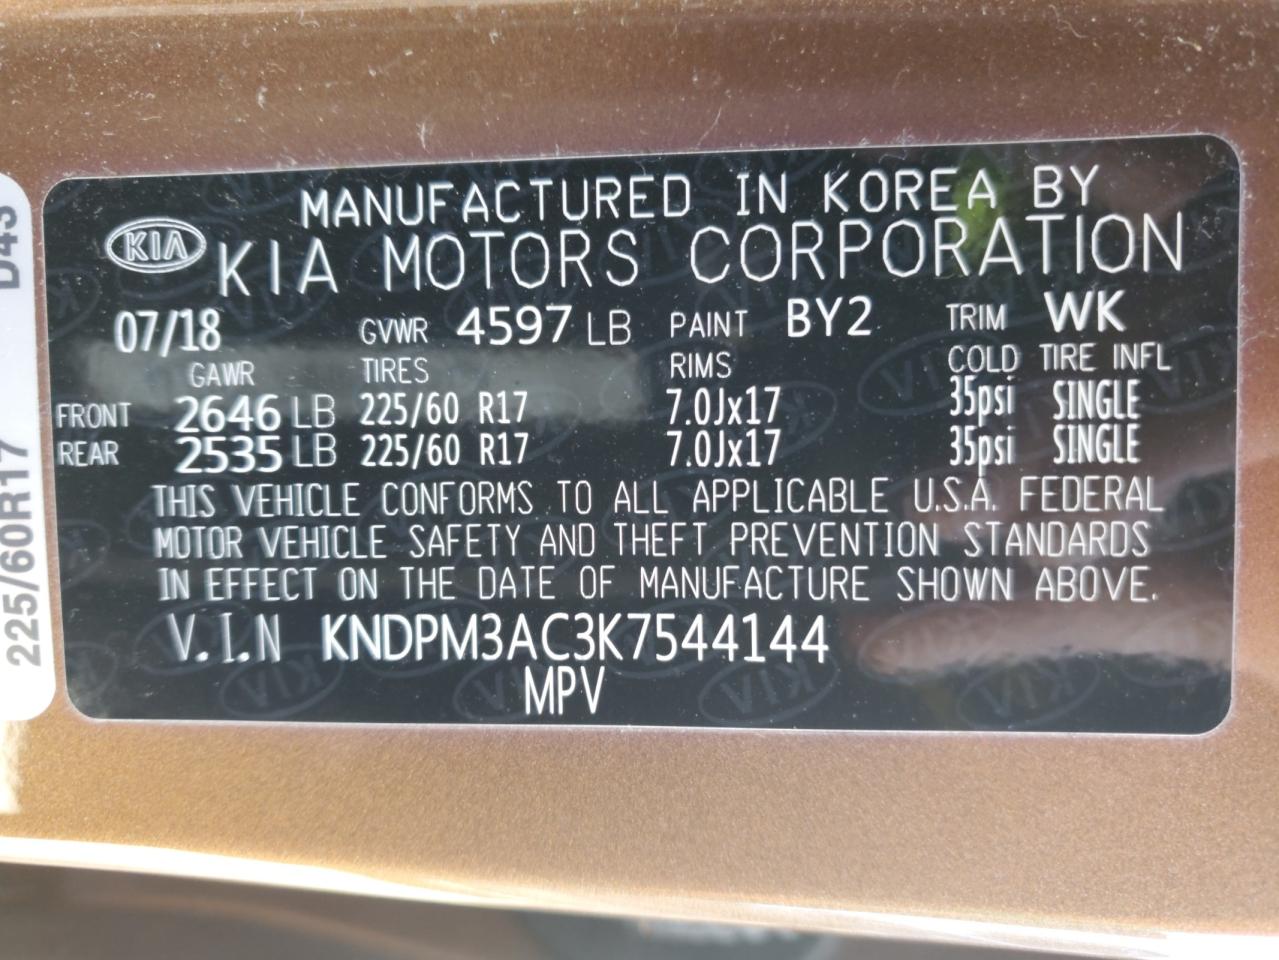 MANUFACTURED IN KOREA BY
KIA KIA MOTORS CORPORATION
07/18 GVWR 4597 LB PAINT BY2 TRIM WK
GAWR TIRES RIMS COLD TIRE INFL
FRONT 2646 LB 225/60 R17 7.0Jx17 35psi SINGLE
REAR 2535 LB 225/60 R17 7.0Jx17 35psi SINGLE
THIS VEHICLE CONFORMS TO ALL APPLICABLE U.S.A. FEDERAL
MOTOR VEHICLE SAFETY AND THEFT PREVENTION STANDARDS
IN EFFECT ON THE DATE OF MANUFACTURE SHOWN ABOVE.
V.I.N KNDPM3AC3K7544144
MPV
225/60R17